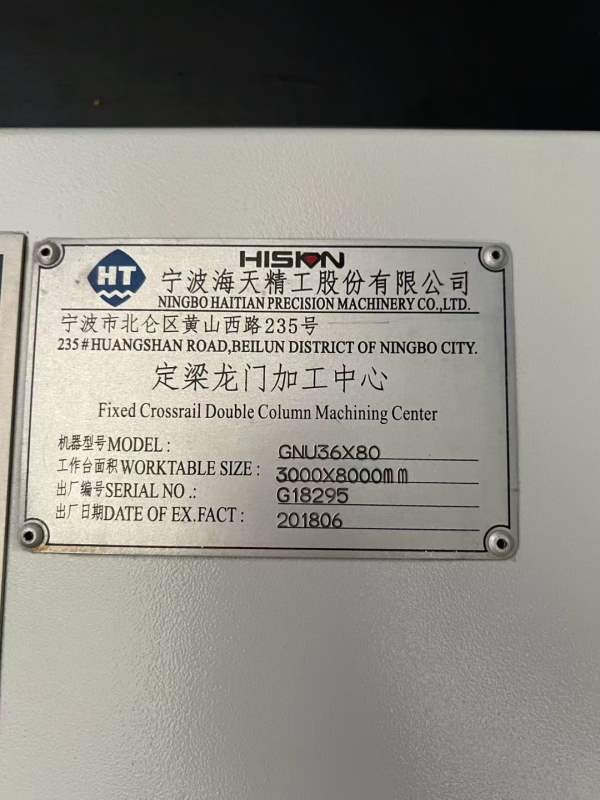 HISION
HT
宁波海天精工股份有限公司
NINGBO HAITIAN PRECISION MACHINERY CO.,LTD.
宁波市北仑区黄山西路235号
235#HUANGSHAN ROAD,BEILUN DISTRICT OF NINGBO CITY.
定梁龙门加工中心
Fixed Crossrail Double Column Machining Center
机器型号MODEL: GNU36X80
工作台面积WORKTABLE SIZE: 3000X8000mm
出厂编号SERIAL NO.: G18295
出厂日期DATE OF EX.FACT: 201806